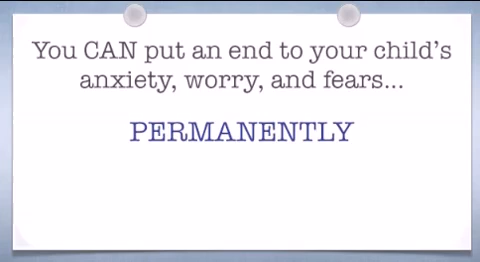 You CAN put an end to your child's
anxiety, worry, and fears...
PERMANENTLY